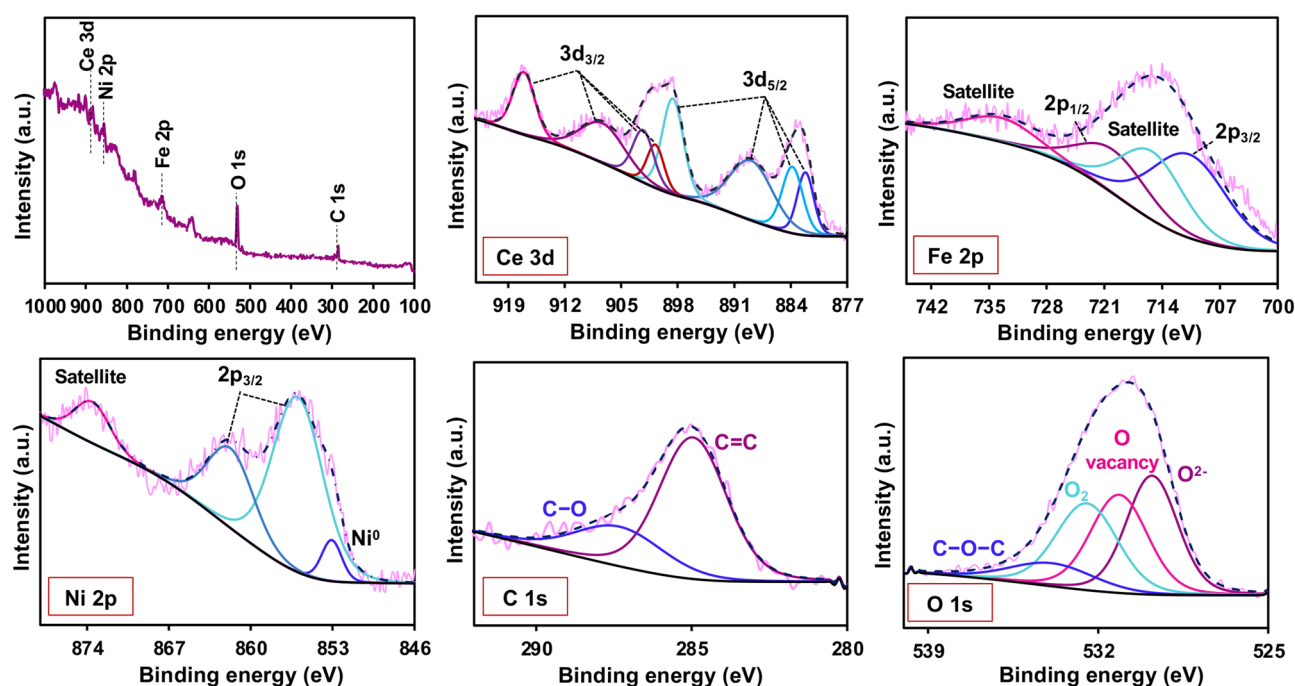 Intensity (a.u.)
Ce 3d
Ni 2p
Fe 2p
O 1s
C 1s
1000 900 800 700 600 500 400 300 200 100
Binding energy (eV)
Intensity (a.u.)
3d3/2
3d5/2
Ce 3d
919 912 905 898 891 884 877
Binding energy (eV)
Intensity (a.u.)
Satellite
2p1/2
Satellite
2p3/2
Fe 2p
742 735 728 721 714 707 700
Binding energy (eV)
Intensity (a.u.)
Satellite
2p3/2
Ni⁰
Ni 2p
874 867 860 853 846
Binding energy (eV)
Intensity (a.u.)
C=C
C–O
C 1s
290 285 280
Binding energy (eV)
Intensity (a.u.)
O
vacancy
O²⁻
O₂
C–O–C
O 1s
539 532 525
Binding energy (eV)